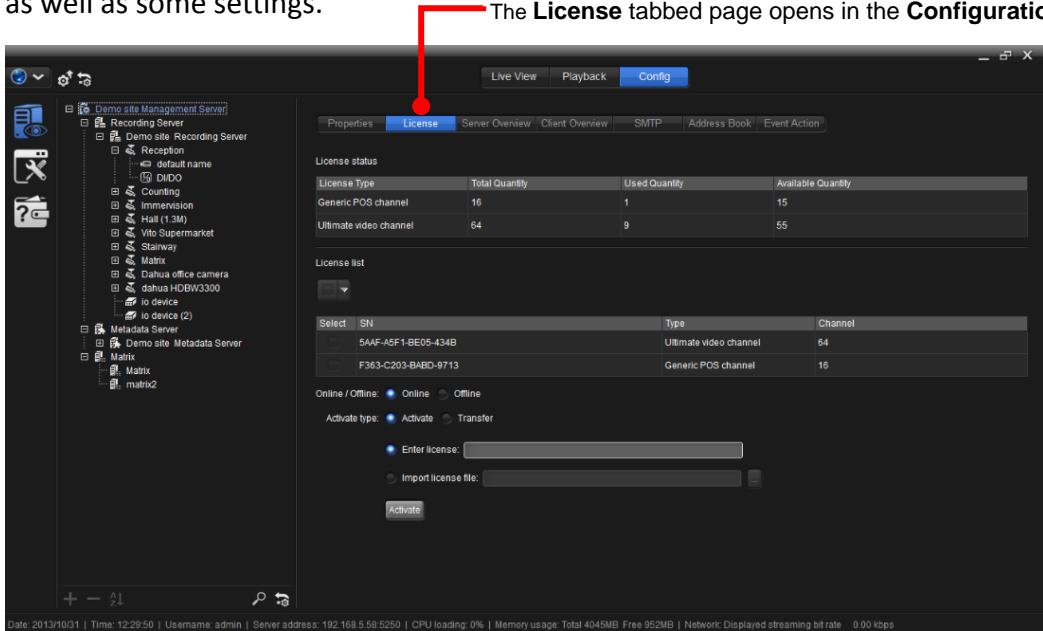 as well as some settings.
The License tabbed page opens in the Configuratio
Live View Playback Config
Demo site Management Server
Recording Server
Demo site Recording Server
Reception
default name
DI/DO
Counting
Immervision
Hall (1.3M)
Vito Supermarket
Stairway
Matrix
Dahua office camera
dahua HDBW3300
io device
io device (2)
Metadata Server
Demo site Metadata Server
Matrix
Matrix
matrix2
Properties License Server Overview Client Overview SMTP Address Book Event Action
License status
License Type Total Quantity Used Quantity Available Quantity
Generic POS channel 16 1 15
Ultimate video channel 64 9 55
License list
Select SN Type Channel
5AAF-A5F1-BE05-434B Ultimate video channel 64
F363-C203-BABD-9713 Generic POS channel 16
Online / Offline: Online Offline
Activate type: Activate Transfer
Enter license:
Import license file: ...
Activate
Date: 2013/10/31 | Time: 12:29:50 | Username: admin | Server address: 192.168.5.58:5250 | CPU loading: 0% | Memory usage: Total 4045MB Free 952MB | Network: Displayed streaming bit rate 0.00 kbps